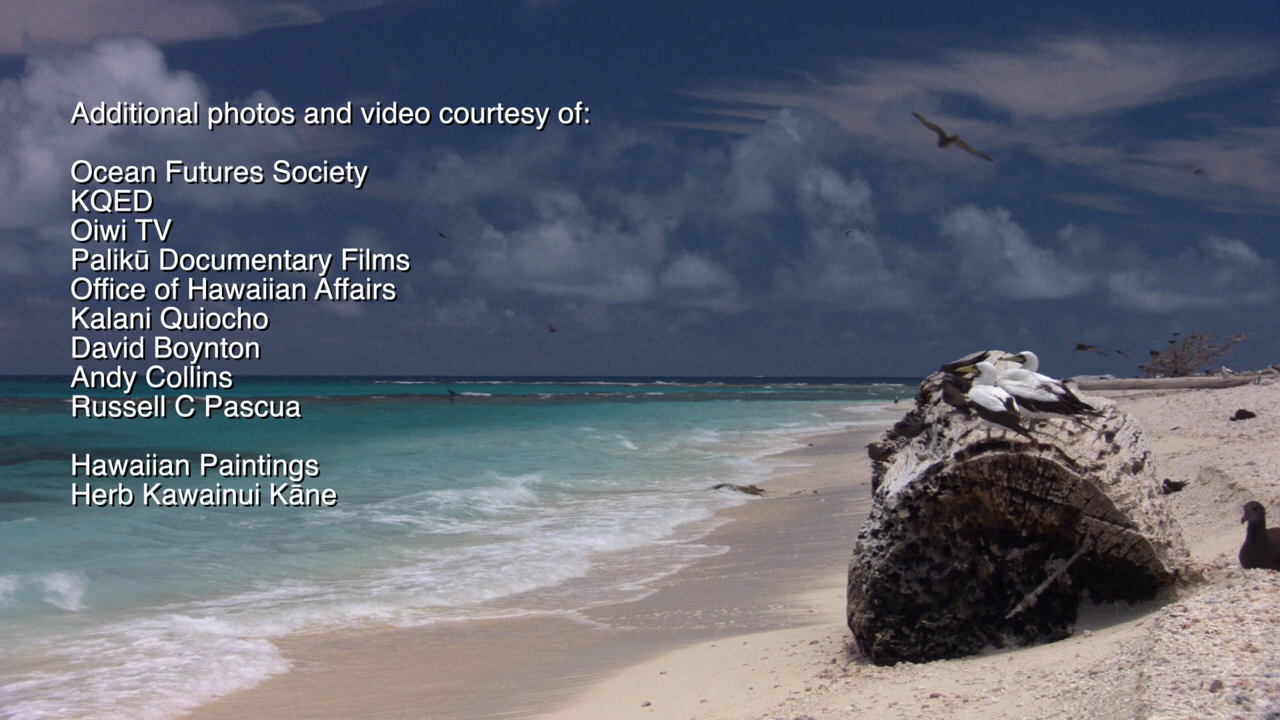 Additional photos and video courtesy of:
Ocean Futures Society
KQED
Oiwi TV
Palikū Documentary Films
Office of Hawaiian Affairs
Kalani Quiocho
David Boynton
Andy Collins
Russell C Pascua
Hawaiian Paintings
Herb Kawainui Kāne